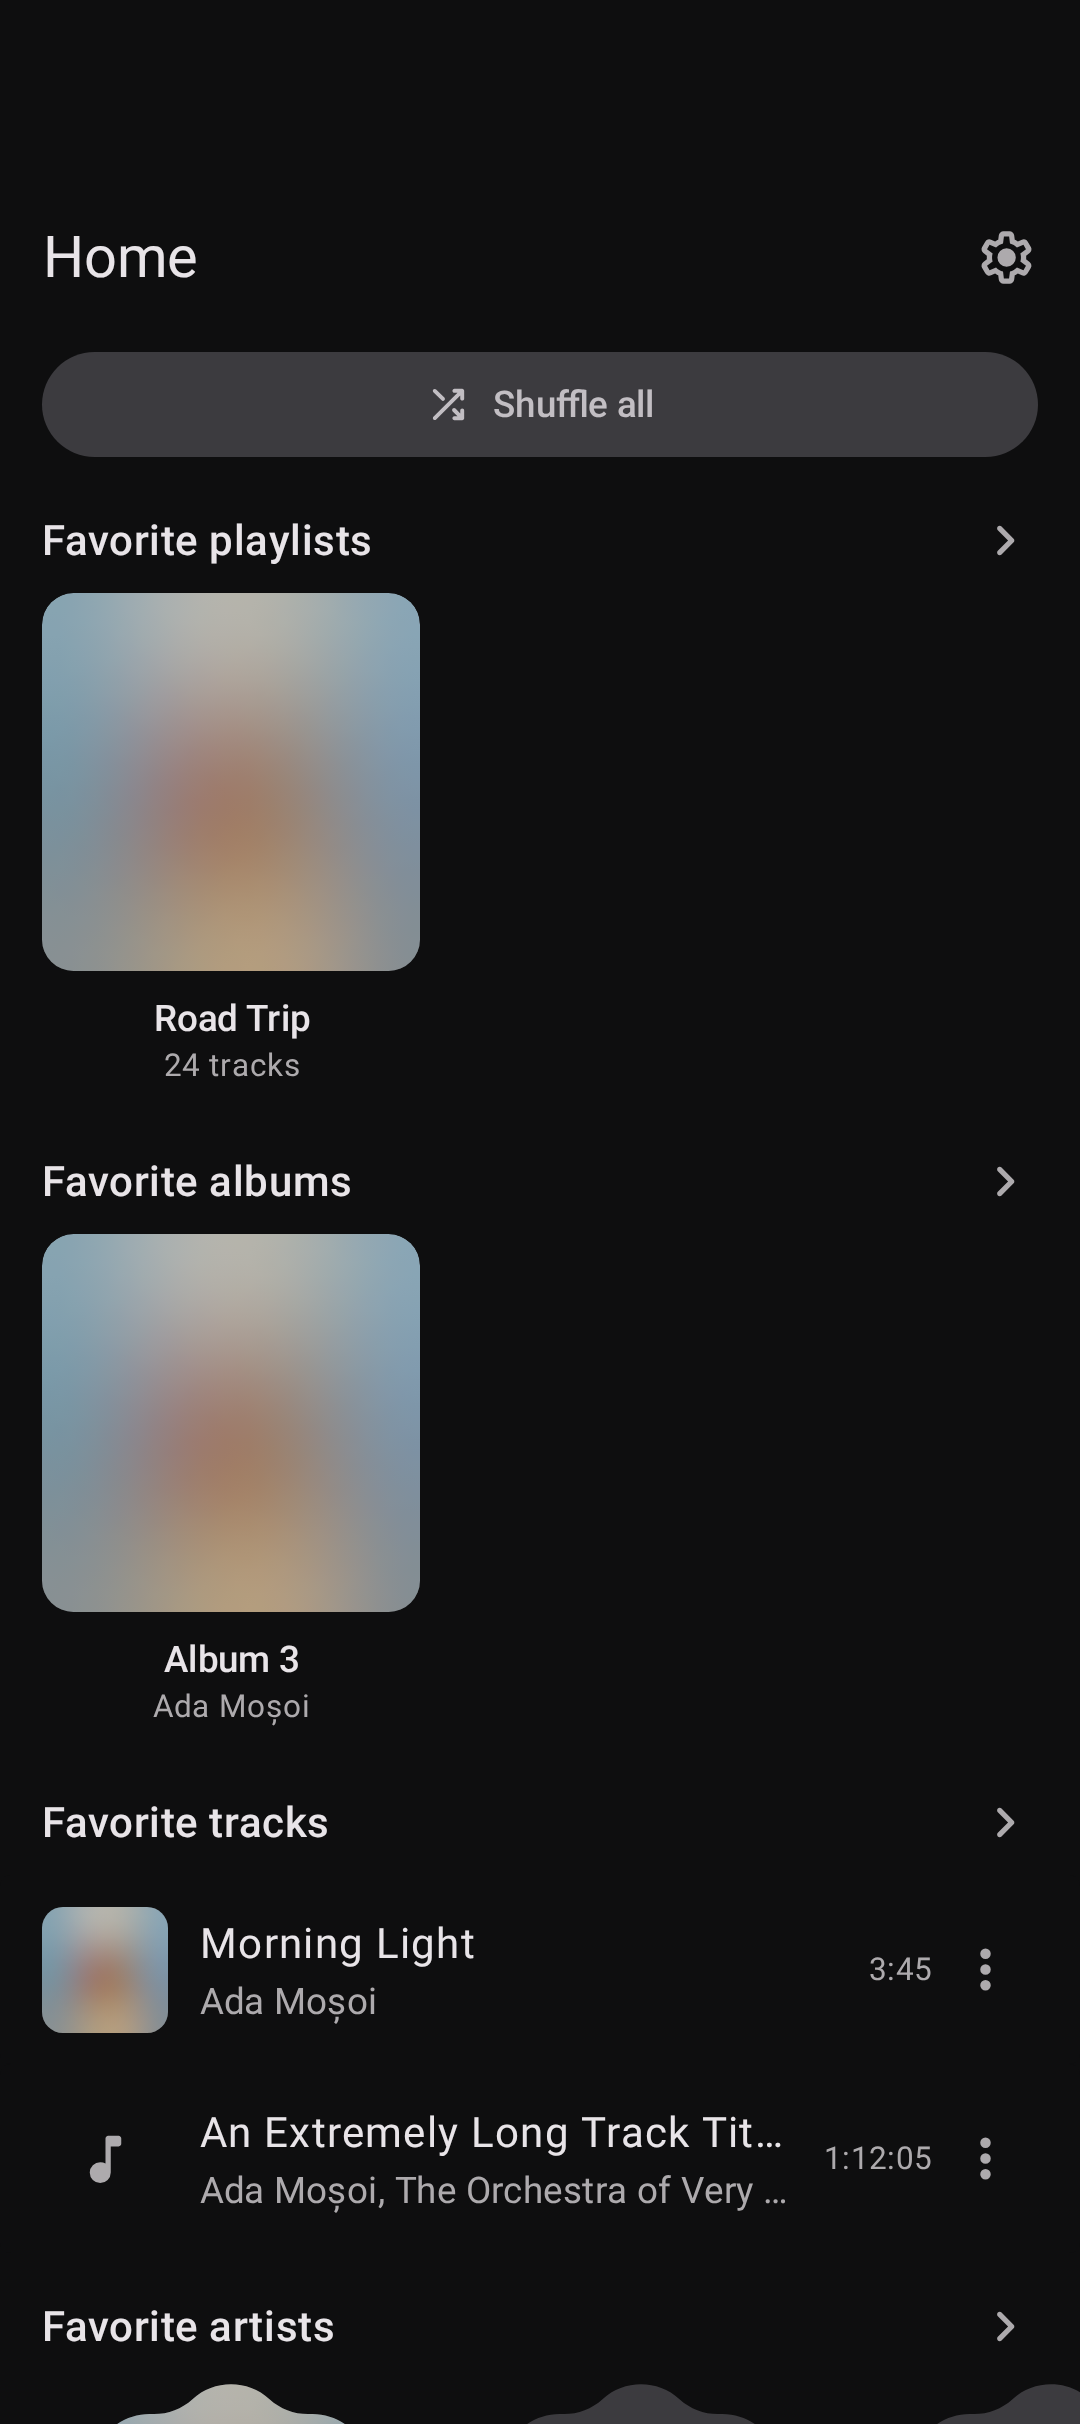 Home
Shuffle all
Favorite playlists
Road Trip
24 tracks
Favorite albums
Album 3
Ada Moșoi
Favorite tracks
Morning Light
Ada Moșoi
3:45
An Extremely Long Track Tit…
Ada Moșoi, The Orchestra of Very …
1:12:05
Favorite artists